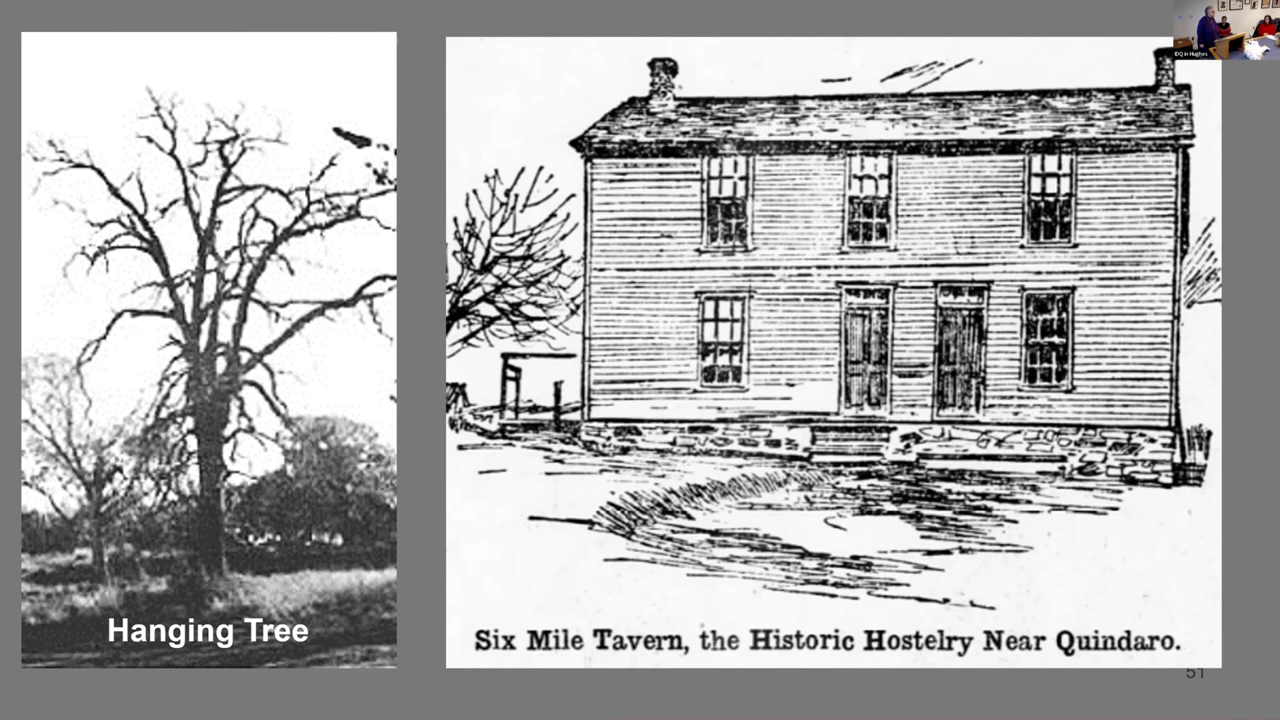 Hanging Tree
Six Mile Tavern, the Historic Hostelry Near Quindaro.
51